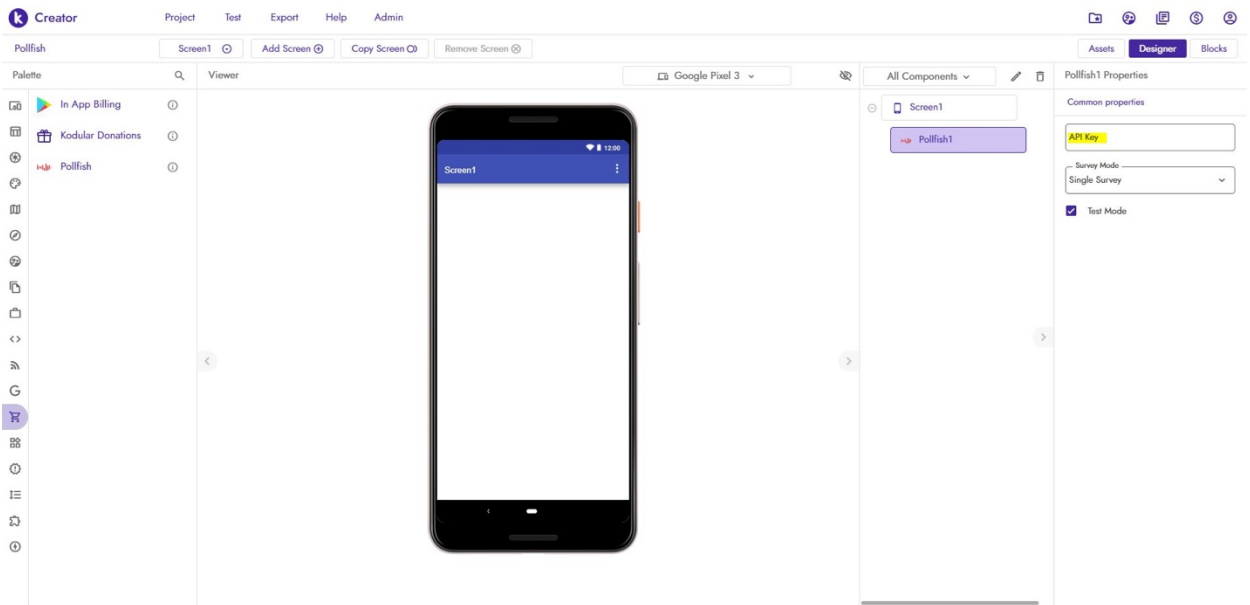 Creator
Project
Test
Export
Help
Admin
Pollfish
Screen1
Add Screen
Copy Screen
Remove Screen
Assets
Designer
Blocks
Palette
Viewer
Google Pixel 3
All Components
Pollfish1 Properties
In App Billing
Kodular Donations
Pollfish
12:00
Screen1
Screen1
Pollfish1
Common properties
API Key
Survey Mode
Single Survey
Test Mode